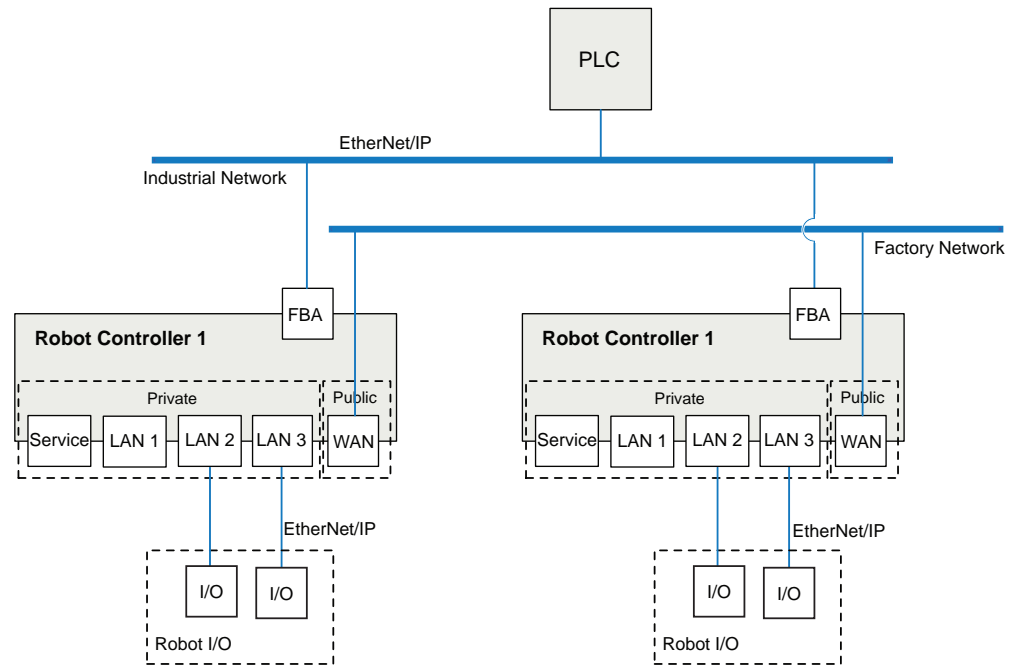 PLC
EtherNet/IP
Industrial Network
Factory Network
FBA
FBA
Robot Controller 1
Robot Controller 1
Private
Public
Private
Public
Service
LAN 1
LAN 2
LAN 3
WAN
Service
LAN 1
LAN 2
LAN 3
WAN
EtherNet/IP
EtherNet/IP
I/O
I/O
I/O
I/O
Robot I/O
Robot I/O